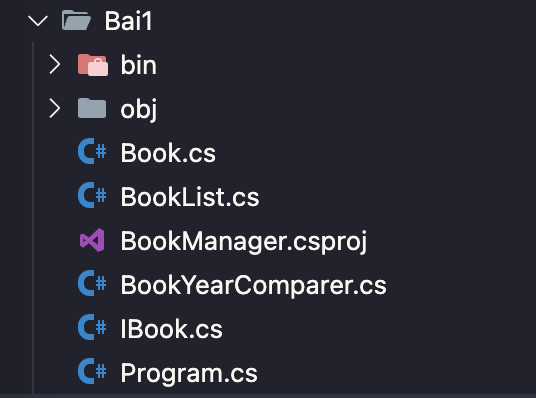 Bai1
bin
obj
Book.cs
BookList.cs
BookManager.csproj
BookYearComparer.cs
IBook.cs
Program.cs